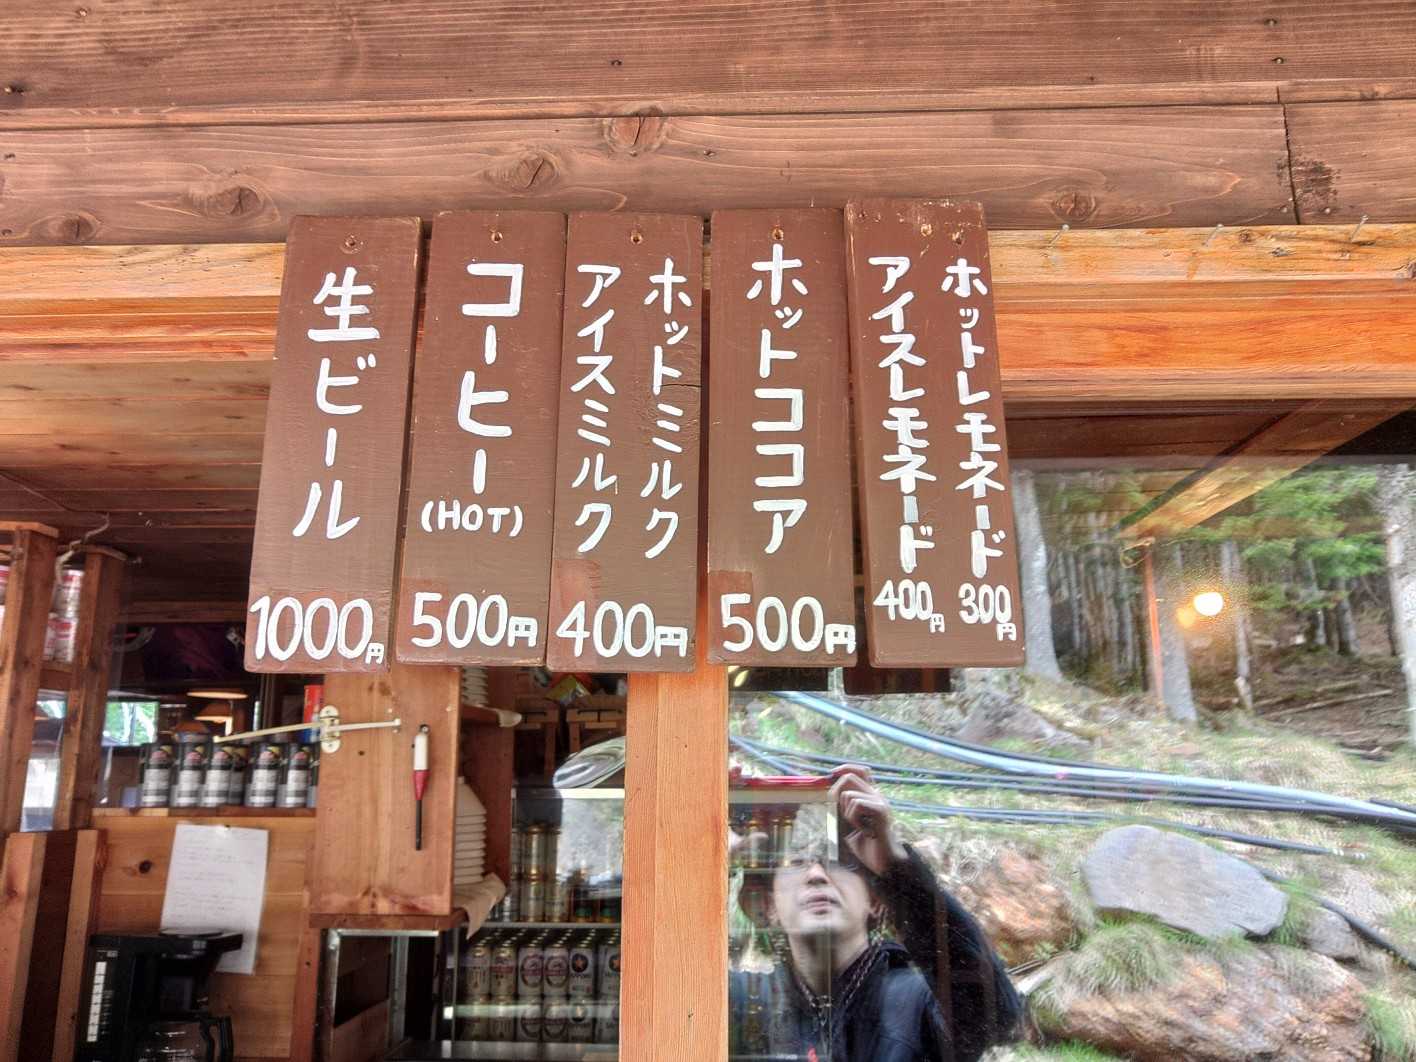 生ビール
1000円
コーヒー
(HOT)
500円
ホットミルク
アイスミルク
400円
ホットココア
500円
ホットレモネード
300円
アイスレモネード
400円